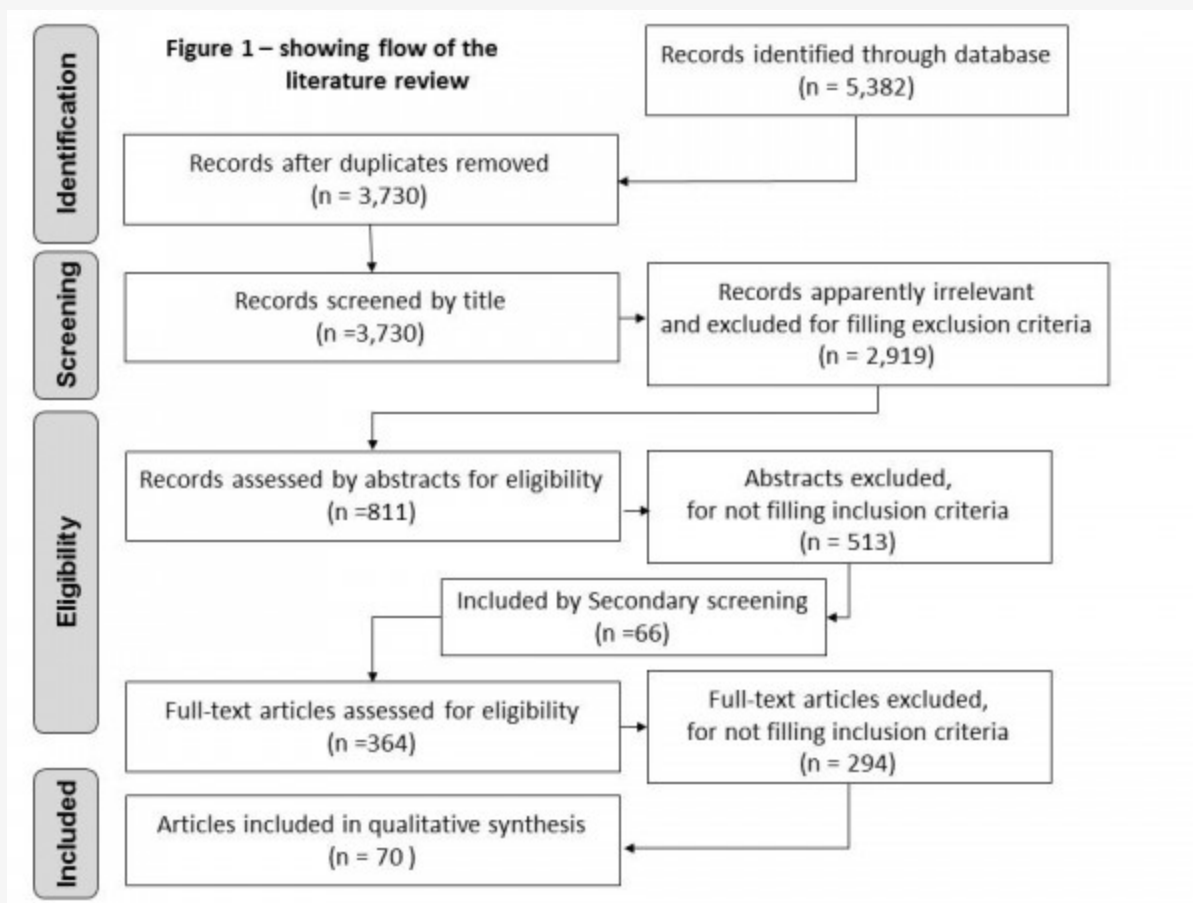 Figure 1 – showing flow of the
literature review
Records identified through database
(n = 5,382)
Identification
Records after duplicates removed
(n = 3,730)
Screening
Records screened by title
(n =3,730)
Records apparently irrelevant
and excluded for filling exclusion criteria
(n = 2,919)
Eligibility
Records assessed by abstracts for eligibility
(n =811)
Abstracts excluded,
for not filling inclusion criteria
(n = 513)
Included by Secondary screening
(n =66)
Full-text articles assessed for eligibility
(n =364)
Full-text articles excluded,
for not filling inclusion criteria
(n = 294)
Included
Articles included in qualitative synthesis
(n = 70 )